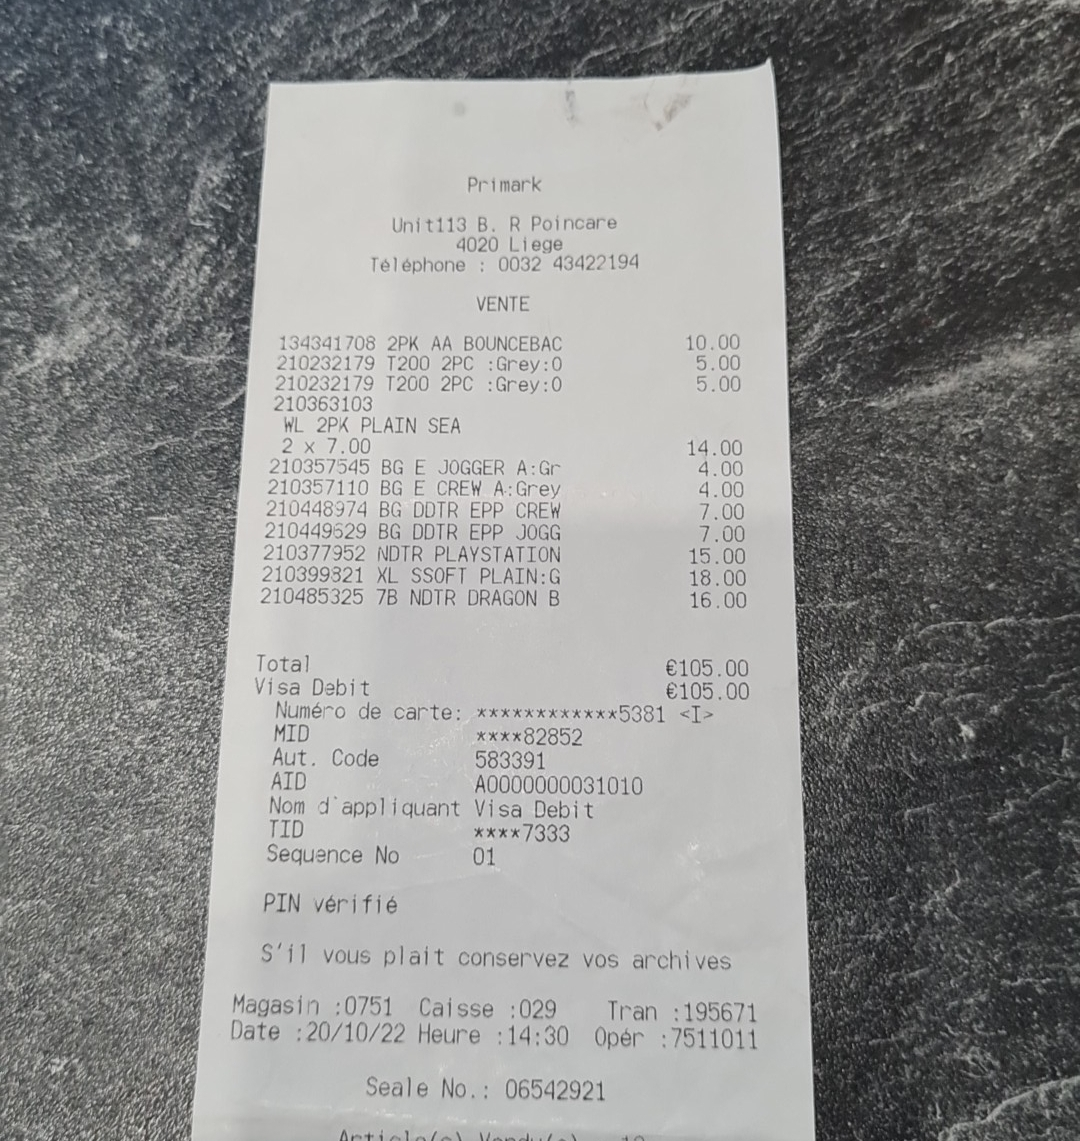 Primark
Unit113 B. R Poincare
4020 Liege
Téléphone : 0032 43422194
VENTE
134341708 2PK AA BOUNCEBAC 10.00
210232179 T200 2PC :Grey:0 5.00
210232179 T200 2PC :Grey:0 5.00
210363103
WL 2PK PLAIN SEA
2 x 7.00 14.00
210357545 BG E JOGGER A:Gr 4.00
210357110 BG E CREW A:Grey 4.00
210448974 BG DDTR EPP CREW 7.00
210449629 BG DDTR EPP JOGG 7.00
210377952 NDTR PLAYSTATION 15.00
210399321 XL SSOFT PLAIN:G 18.00
210485325 7B NDTR DRAGON B 16.00
Total €105.00
Visa Debit €105.00
Numéro de carte: ************5381 <I>
MID ****82852
Aut. Code 583391
AID A0000000031010
Nom d`appliquant Visa Debit
TID ****7333
Sequence No 01
PIN vérifié
S'il vous plait conservez vos archives
Magasin :0751 Caisse :029 Tran :195671
Date :20/10/22 Heure :14:30 Opér :7511011
Seale No.: 06542921